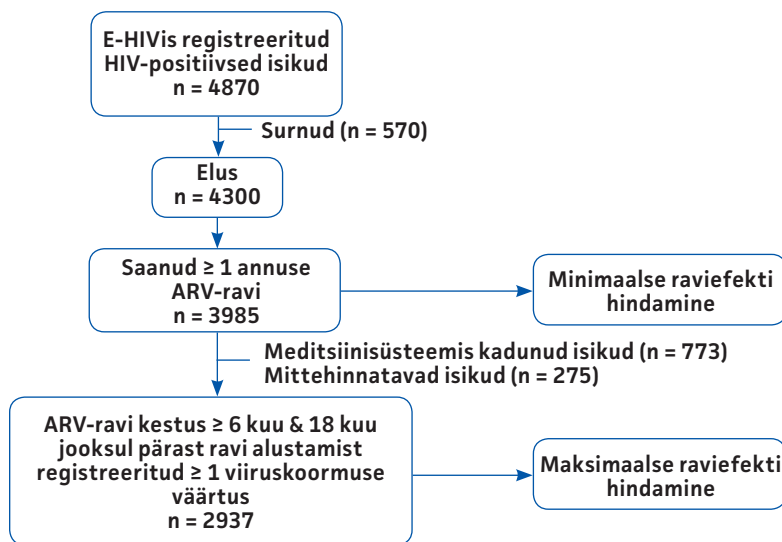 E-HIVis registreeritud
HIV-positiivsed isikud
n = 4870
Surnud (n = 570)
Elus
n = 4300
Saanud ≥ 1 annuse
ARV-ravi
n = 3985
Minimaalse raviefekti
hindamine
Meditsiinisüsteemis kadunud isikud (n = 773)
Mittehinnatavad isikud (n = 275)
ARV-ravi kestus ≥ 6 kuu & 18 kuu
jooksul pärast ravi alustamist
registreeritud ≥ 1 viiruskoormuse
väärtus
n = 2937
Maksimaalse raviefekti
hindamine